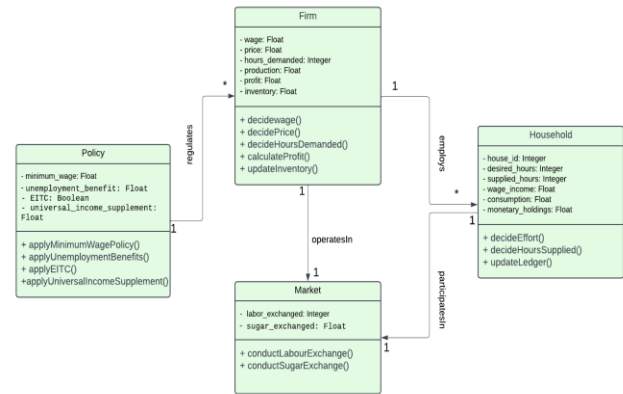 Firm
- wage: Float
- price: Float
- hours_demanded: Integer
- production: Float
- profit: Float
- inventory: Float
+ decidewage()
+ decidePrice()
+ decideHoursDemanded()
+ calculateProfit()
+ updateInventory()
*
1
regulates
employs
Policy
- minimum_wage: Float
- unemployment_benefit: Float
- EITC: Boolean
- universal_income_supplement:
Float
+ applyMinimumWagePolicy()
+ applyUnemploymentBenefits()
+ applyEITC()
+applyUniversalIncomeSupplement()
1
Household
- house_id: Integer
- desired_hours: Integer
- supplied_hours: Integer
- wage_income: Float
- consumption: Float
- monetary_holdings: Float
+ decideEffort()
+ decideHoursSupplied()
+ updateLedger()
*
1
1
operatesIn
1
participatesIn
Market
- labor_exchanged: Integer
- sugar_exchanged: Float
+ conductLabourExchange()
+ conductSugarExchange()
1